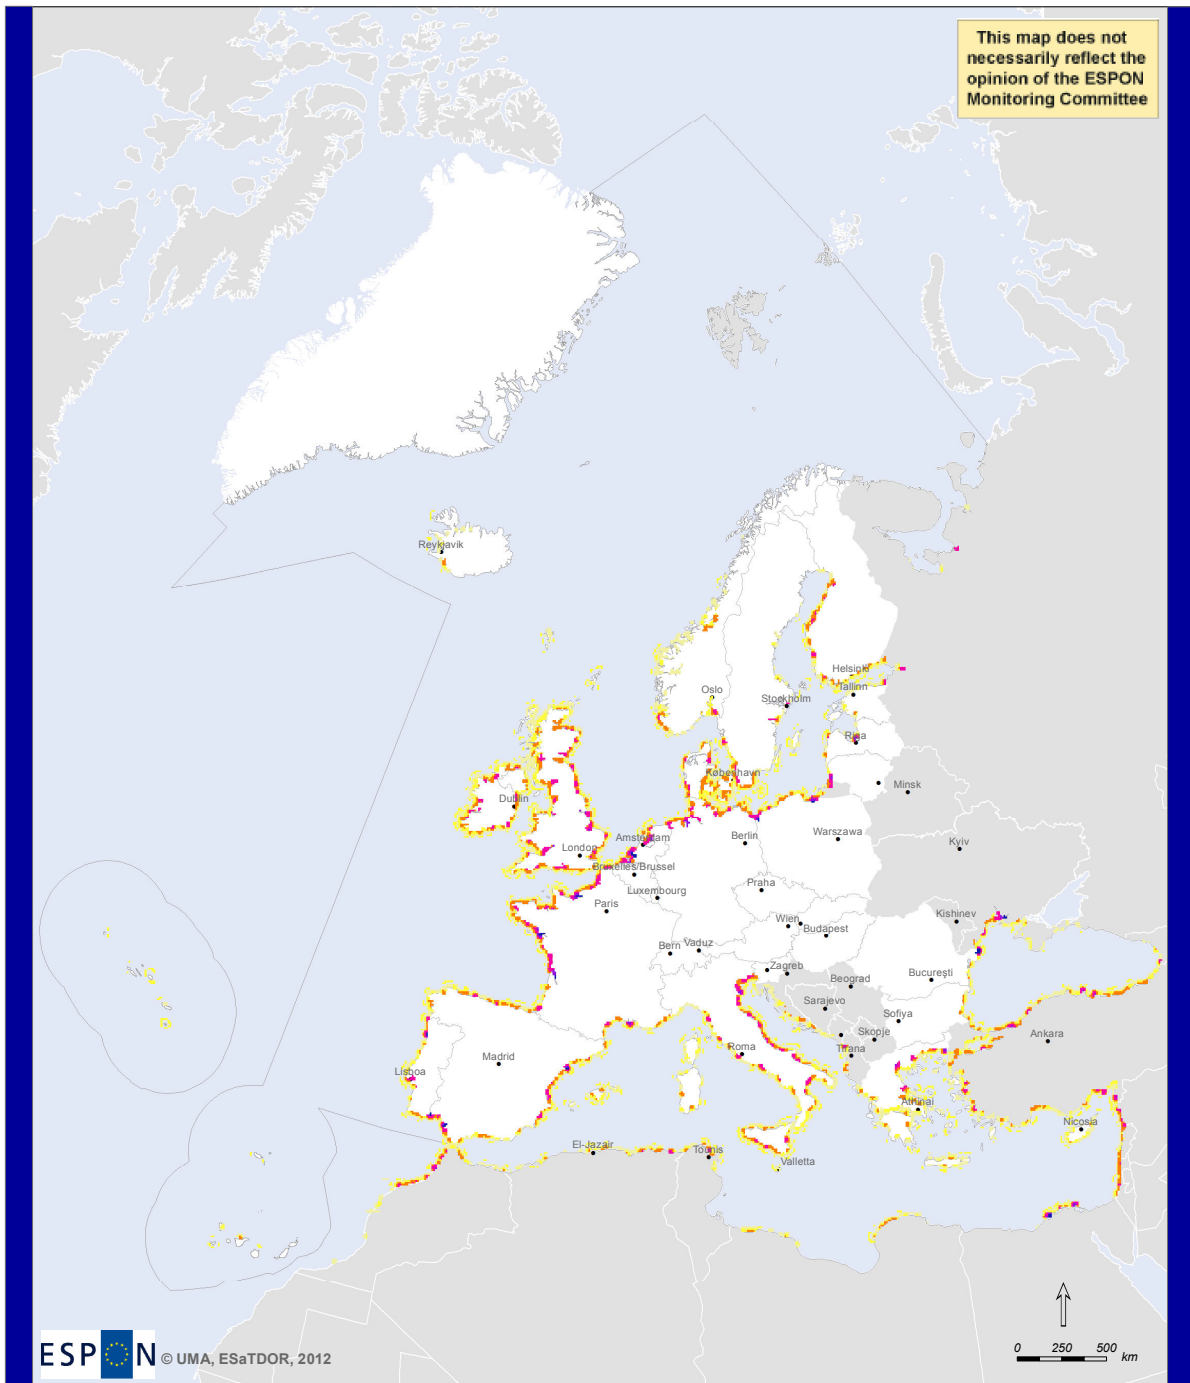 This map does not
necessarily reflect the
opinion of the ESPON
Monitoring Committee
Reykjavik
Helsinki
Tallinn
Oslo
Stockholm
Riga
København
Minsk
Dublin
Amsterdam
Berlin
Warszawa
London
Kyiv
Bruxelles/Brussel
Luxembourg
Praha
Paris
Kishinev
Wien
Budapest
Bern
Vaduz
Zagreb
Beograd
Bucureşti
Sarajevo
Sofiya
Skopje
Ankara
Roma
Tirana
Madrid
Lisboa
Athinai
Nicosia
El-Jazair
Tounis
Valletta
0 250 500
km
ESPON © UMA, ESaTDOR, 2012